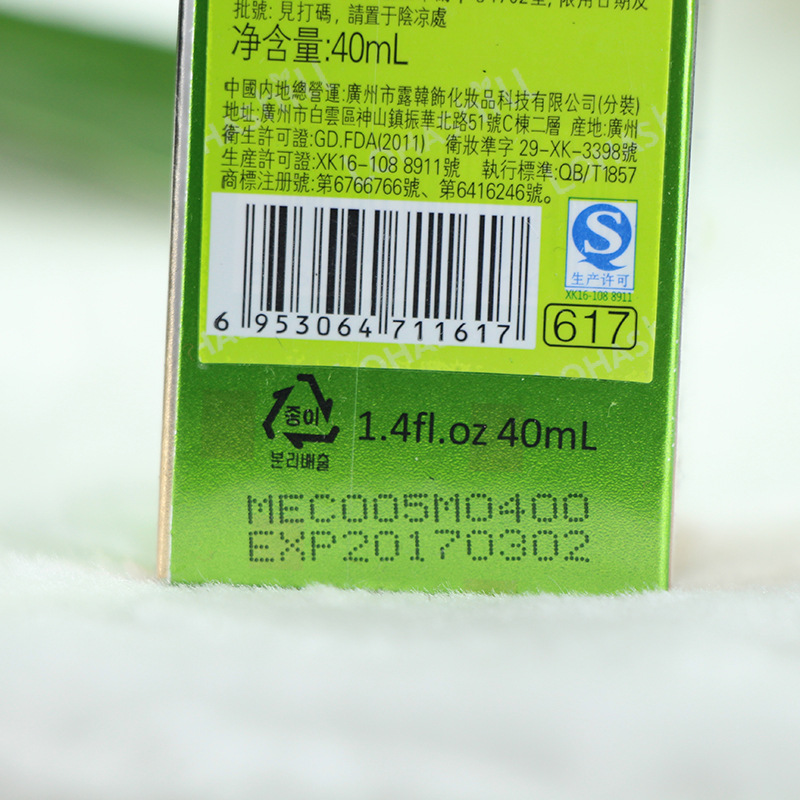 批號: 見打碼，請置于陰凉處
净含量:40mL
中國内地總營運:廣州市露韓飾化妝品科技有限公司(分裝)
地址:廣州市白雲區神山鎮振華北路51號C棟二層 産地:廣州
衛生許可證:GD.FDA(2011) 衛妝準字 29-XK-3398號
生産許可證:XK16-108 8911號 執行標準:QB/T1857
商標注册號:第6766766號、第6416246號。
生产许可
XK16-108 8911
6 953064 711617
617
종이
분리배출
1.4fl.oz 40mL
MEC005M0400
EXP20170302